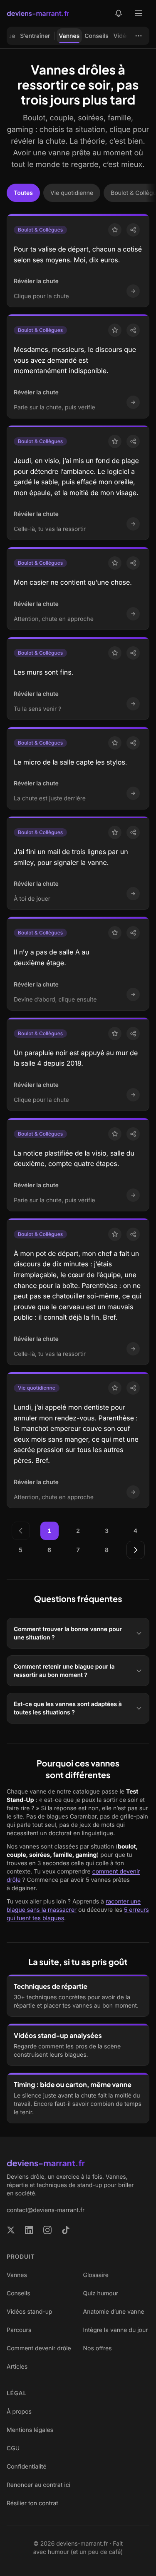 deviens-marrant.fr
S'entraîner
Vannes
Conseils
Toutes
Vie quotidienne
Vannes drôles à
ressortir ce soir, pas
trois jours plus tard
Boulot, couple, soirées, famille,
gaming : choisis ta situation, clique pour
révéler la chute. La théorie, c'est bien.
Avoir une vanne prête au moment où
tout le monde te regarde, c'est mieux.
Boulot & Collègues
Pour ta valise de départ, chacun a cotisé
selon ses moyens. Moi, dix euros.
Révéler la chute
Clique pour la chute
Boulot & Collègues
Mesdames, messieurs, le discours que
vous avez demandé est
momentanément indisponible.
Révéler la chute
Parle sur la chute, puis vérifie
Boulot & Collègues
Jeudi, en visio, j'ai mis un fond de plage
pour détendre l'ambiance. Le logiciel a
gardé le sable, puis effacé mon oreille,
mon épaule, et la moitié de mon visage.
Révéler la chute
Celle-là, tu vas la ressortir
Boulot & Collègues
Mon casier ne contient qu'une chose.
Révéler la chute
Attention, chute en approche
Boulot & Collègues
Les murs sont fins.
Révéler la chute
Tu la sens venir ?
Boulot & Collègues
Le micro de la salle capte les stylos.
Révéler la chute
La chute est juste derrière
Boulot & Collègues
J'ai fini un mail de trois lignes par un
smiley, pour signaler la vanne.
Révéler la chute
À toi de jouer
Boulot & Collègues
Il n'y a pas de salle A au
deuxième étage.
Révéler la chute
Devine d'abord, clique ensuite
Boulot & Collègues
Un parapluie noir est appuyé au mur de
la salle 4 depuis 2018.
Révéler la chute
Clique pour la chute
Boulot & Collègues
La notice plastifiée de la visio, salle du
deuxième, compte quatre étapes.
Révéler la chute
Parie sur la chute, puis vérifie
Boulot & Collègues
À mon pot de départ, mon chef a fait un
discours de dix minutes : j'étais
irremplaçable, le cœur de l'équipe, une
chance pour la boîte. Parenthèse : on ne
peut pas se chatouiller soi-même, ce qui
prouve que le cerveau est un mauvais
public : il connaît déjà la chute. Bref.
Révéler la chute
Celle-là, tu vas la ressortir
Vie quotidienne
Lundi, j'ai appelé mon dentiste pour
annuler mon rendez-vous. Parenthèse :
le manchot empereur couve son œuf
deux mois sans manger, ce qui me autant
sacrée pression sur tous les autres
pères. Bref.
Révéler la chute
Attention, chute en approche
1
2
3
4
5
6
7
8
Questions fréquentes
Comment trouver la bonne vanne pour
une situation ?
Comment retenir une blague pour la
ressortir au bon moment ?
Est-ce que les vannes sont adaptées à
toutes les situations ?
Pourquoi ces vannes
sont différentes
Chaque vanne de notre catalogue passe le Test
Stand-Up : « est-ce que je peux la sortir ce soir et
faire rire ? » Si la réponse est non, elle n'est pas sur
le site. Pas de blagues Carambar, pas de grille-pain
qui parle tout seul, pas de jeux de mots qui
nécessitent un doctorat en linguistique.
Nos vannes sont classées par situation (boulot,
couple, soirées, famille, gaming) pour que tu
trouves en 3 secondes celle qui colle à ton
contexte. Tu veux comprendre comment devenir
drôle ? Commence par avoir 5 vannes prêtes
à dégainer.
Tu veux aller plus loin ? Apprends à raconter une
blague sans la massacrer ou découvre les 5 erreurs
qui tuent tes blagues.
La suite, si tu as pris goût
Techniques de répartie
30+ techniques concrètes pour avoir de la
répartie et placer tes vannes au bon moment.
Vidéos stand-up analysées
Regarde comment les pros de la scène
construisent leurs blagues.
Timing : bide ou carton, même vanne
Le silence juste avant la chute fait la moitié du
travail. Encore faut-il savoir combien de temps
le tenir.
deviens-marrant.fr
Deviens drôle, un exercice à la fois. Vannes,
répartie et techniques de stand-up pour briller
en société.
contact@deviens-marrant.fr
PRODUIT
Vannes
Glossaire
Conseils
Quiz humour
Vidéos stand-up
Anatomie d'une vanne
Parcours
Intègre la vanne du jour
Comment devenir drôle
Nos offres
Articles
LÉGAL
À propos
Mentions légales
CGU
Confidentialité
Renoncer au contrat ici
Résilier ton contrat
© 2026 deviens-marrant.fr · Fait
avec humour (et un peu de café)